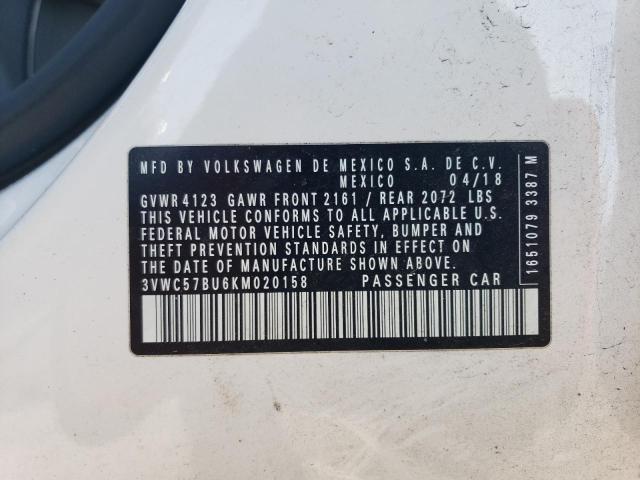 MFD BY VOLKSWAGEN DE MEXICO S.A. DE C.V.
MEXICO 04/18
GVWR 4123 GAWR FRONT 2161 / REAR 2072 LBS
THIS VEHICLE CONFORMS TO ALL APPLICABLE U.S.
FEDERAL MOTOR VEHICLE SAFETY, BUMPER AND
THEFT PREVENTION STANDARDS IN EFFECT ON
THE DATE OF MANUFACTURE SHOWN ABOVE.
3VWC57BU6KM020158 PASSENGER CAR
1651079 3387 M